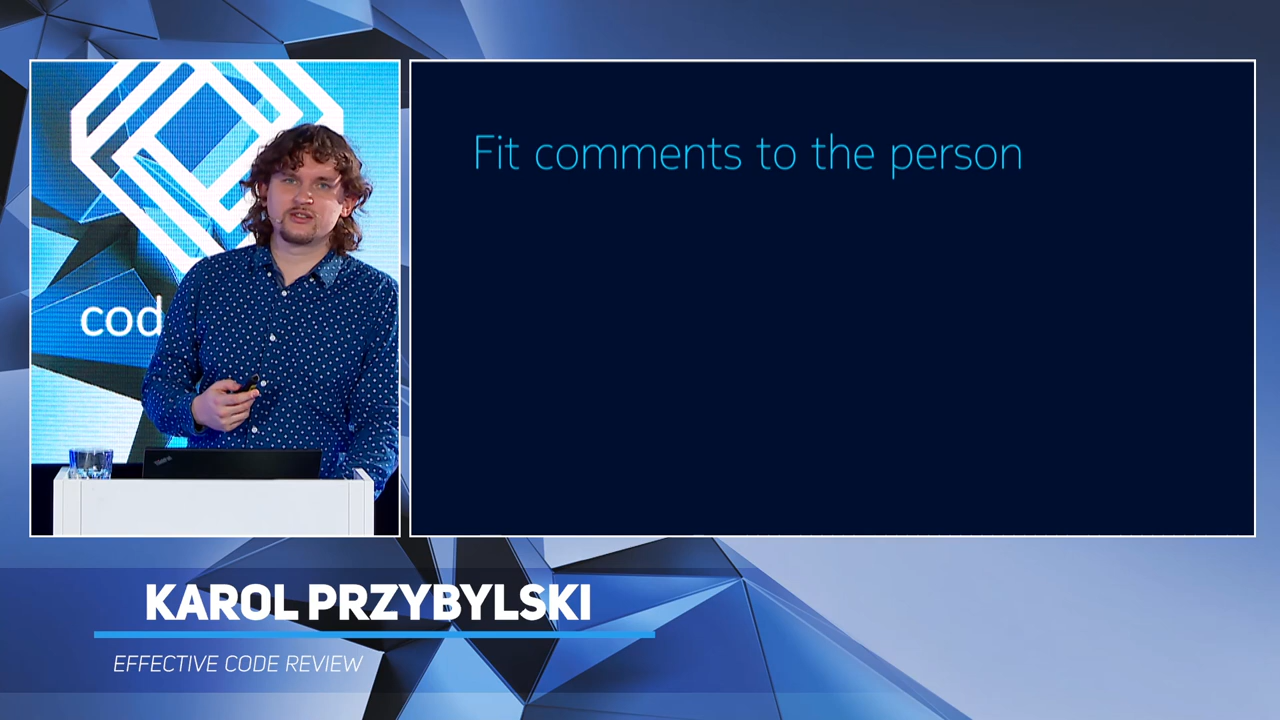 Fit comments to the person
cod
KAROL PRZYBYLSKI
EFFECTIVE CODE REVIEW